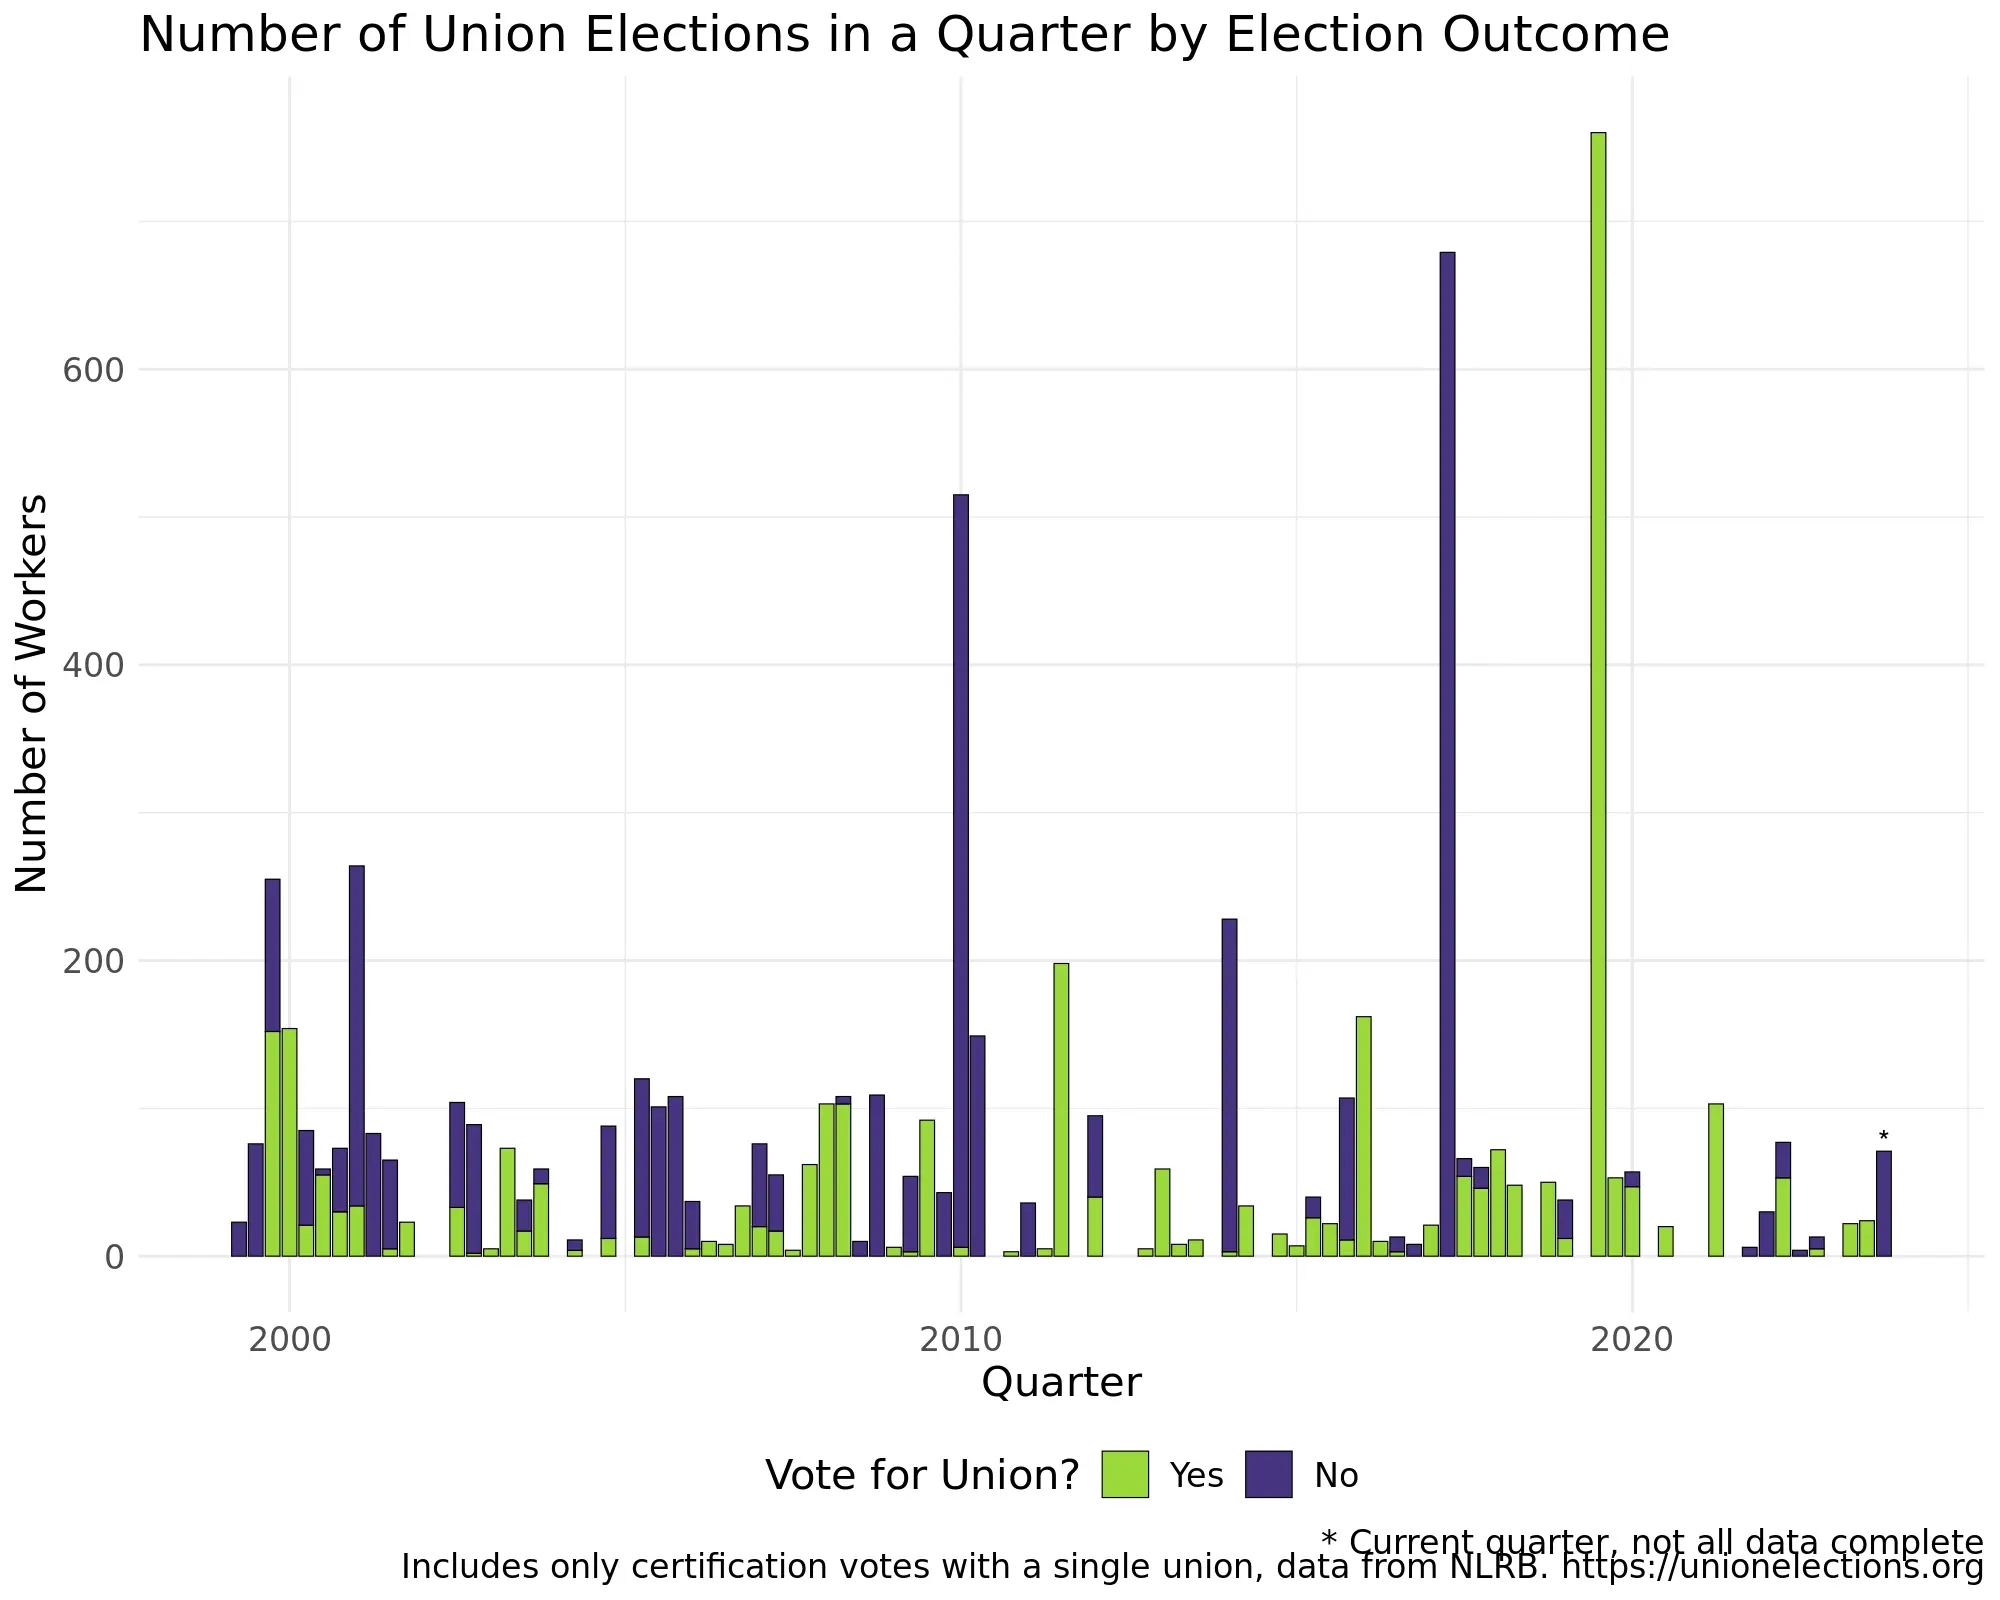 Number of Union Elections in a Quarter by Election Outcome
Number of Workers
600
400
200
0
2000
2010
2020
*
Quarter
Vote for Union? Yes No
* Current quarter, not all data complete
Includes only certification votes with a single union, data from NLRB. https://unionelections.org